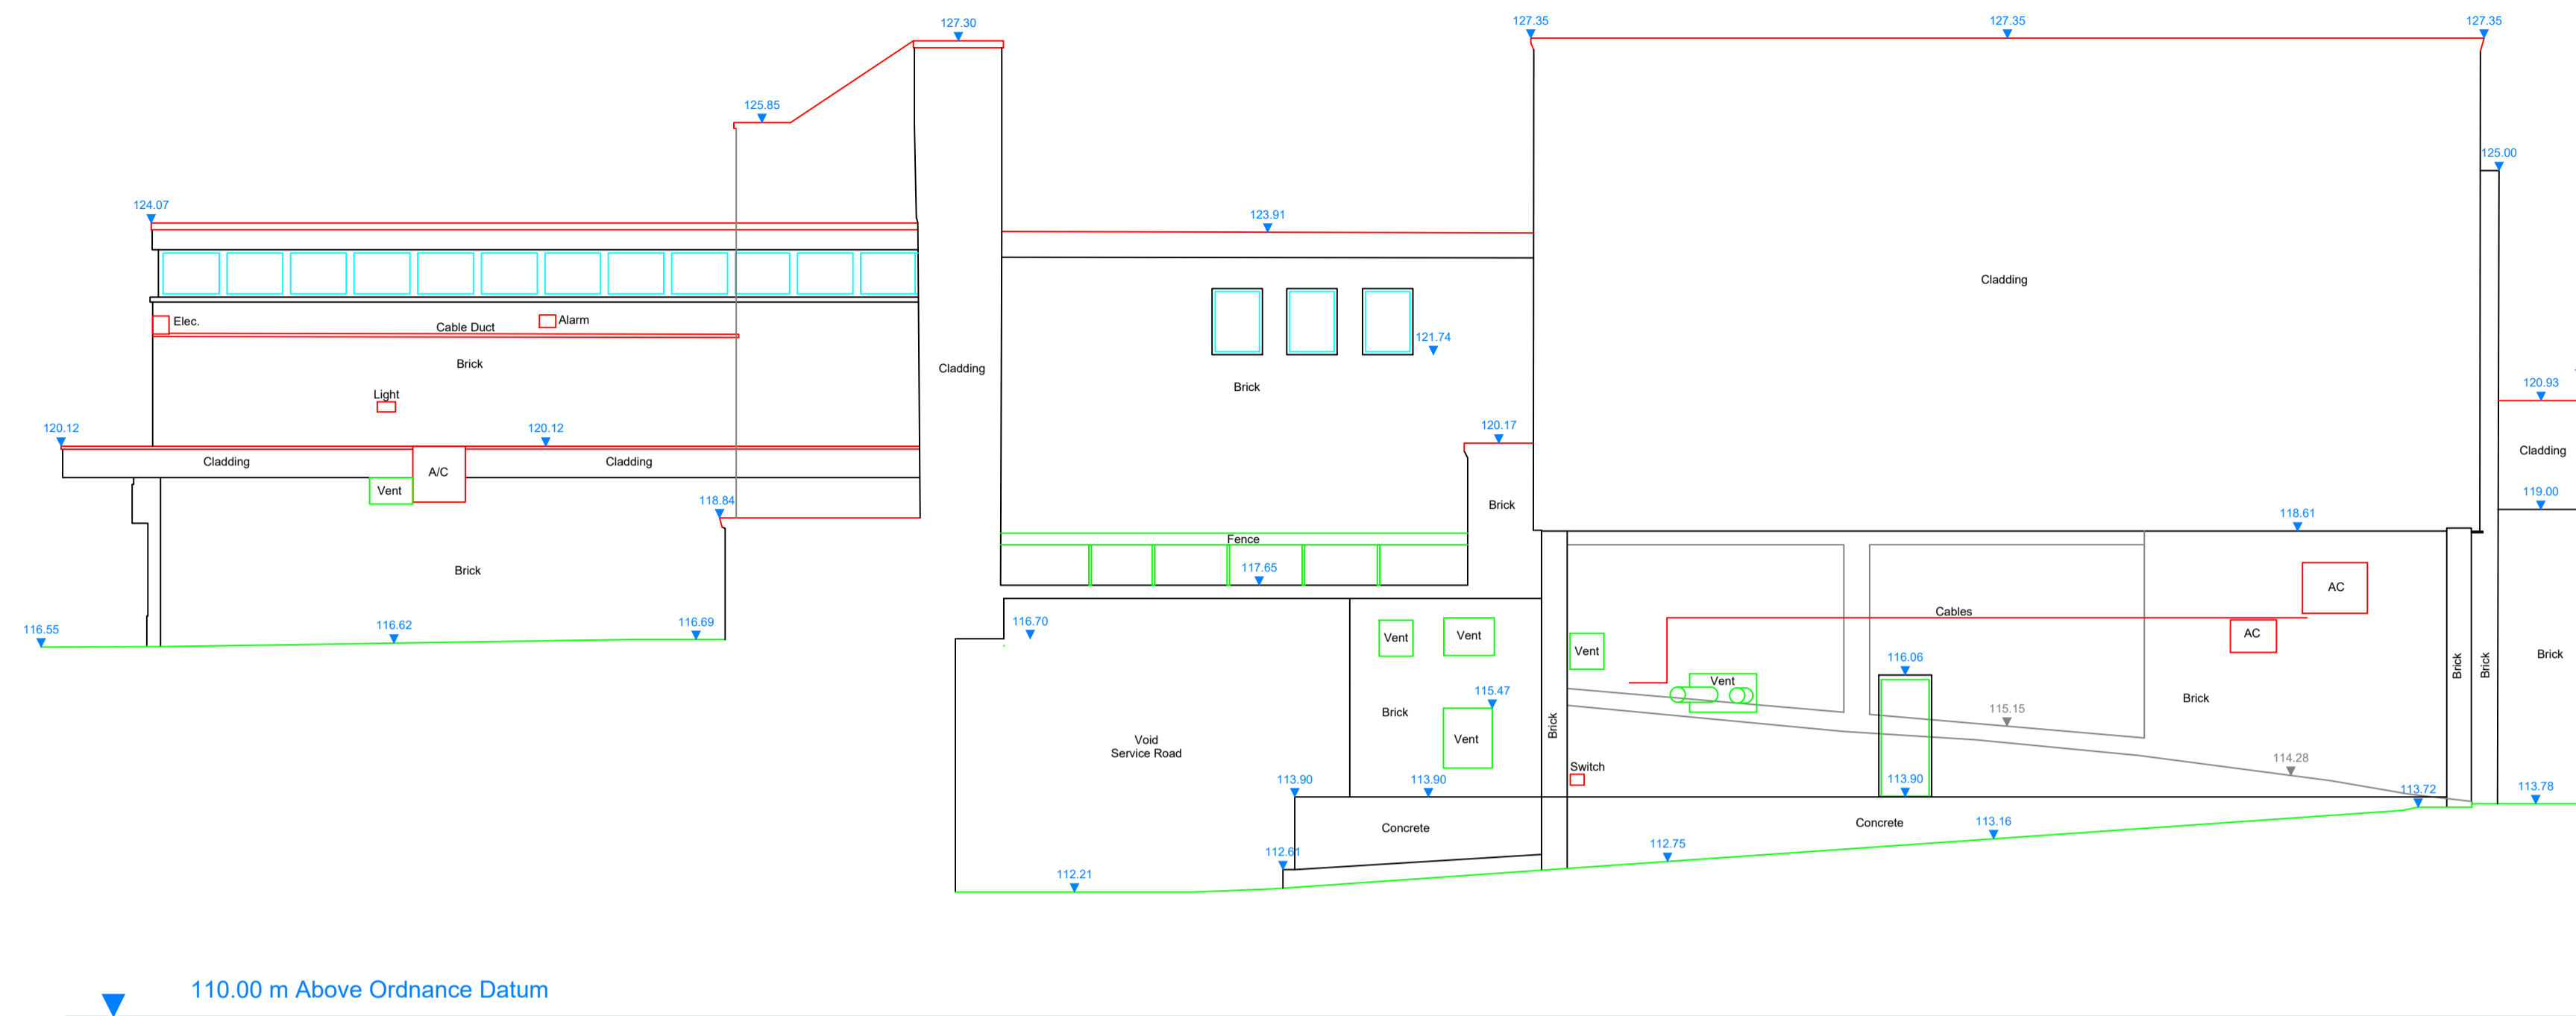 127.30
127.35
127.35
127.35
125.85
125.00
124.07
123.91
Cladding
Elec.
Alarm
Cable Duct
121.74
Brick
Cladding
Brick
Light
120.93
120.12
120.12
120.17
Cladding
Cladding
Cladding
A/C
Vent
118.84
Brick
119.00
118.61
Fence
Brick
117.65
AC
Cables
116.55
116.62
116.69
116.70
Vent
Vent
Vent
AC
116.06
Brick
Brick
Brick
Vent
115.47
Brick
Brick
115.15
Brick
Void
Service Road
Vent
114.28
Switch
113.90
113.90
113.90
113.72
113.78
Concrete
Concrete
113.16
112.61
112.75
112.21
110.00 m Above Ordnance Datum